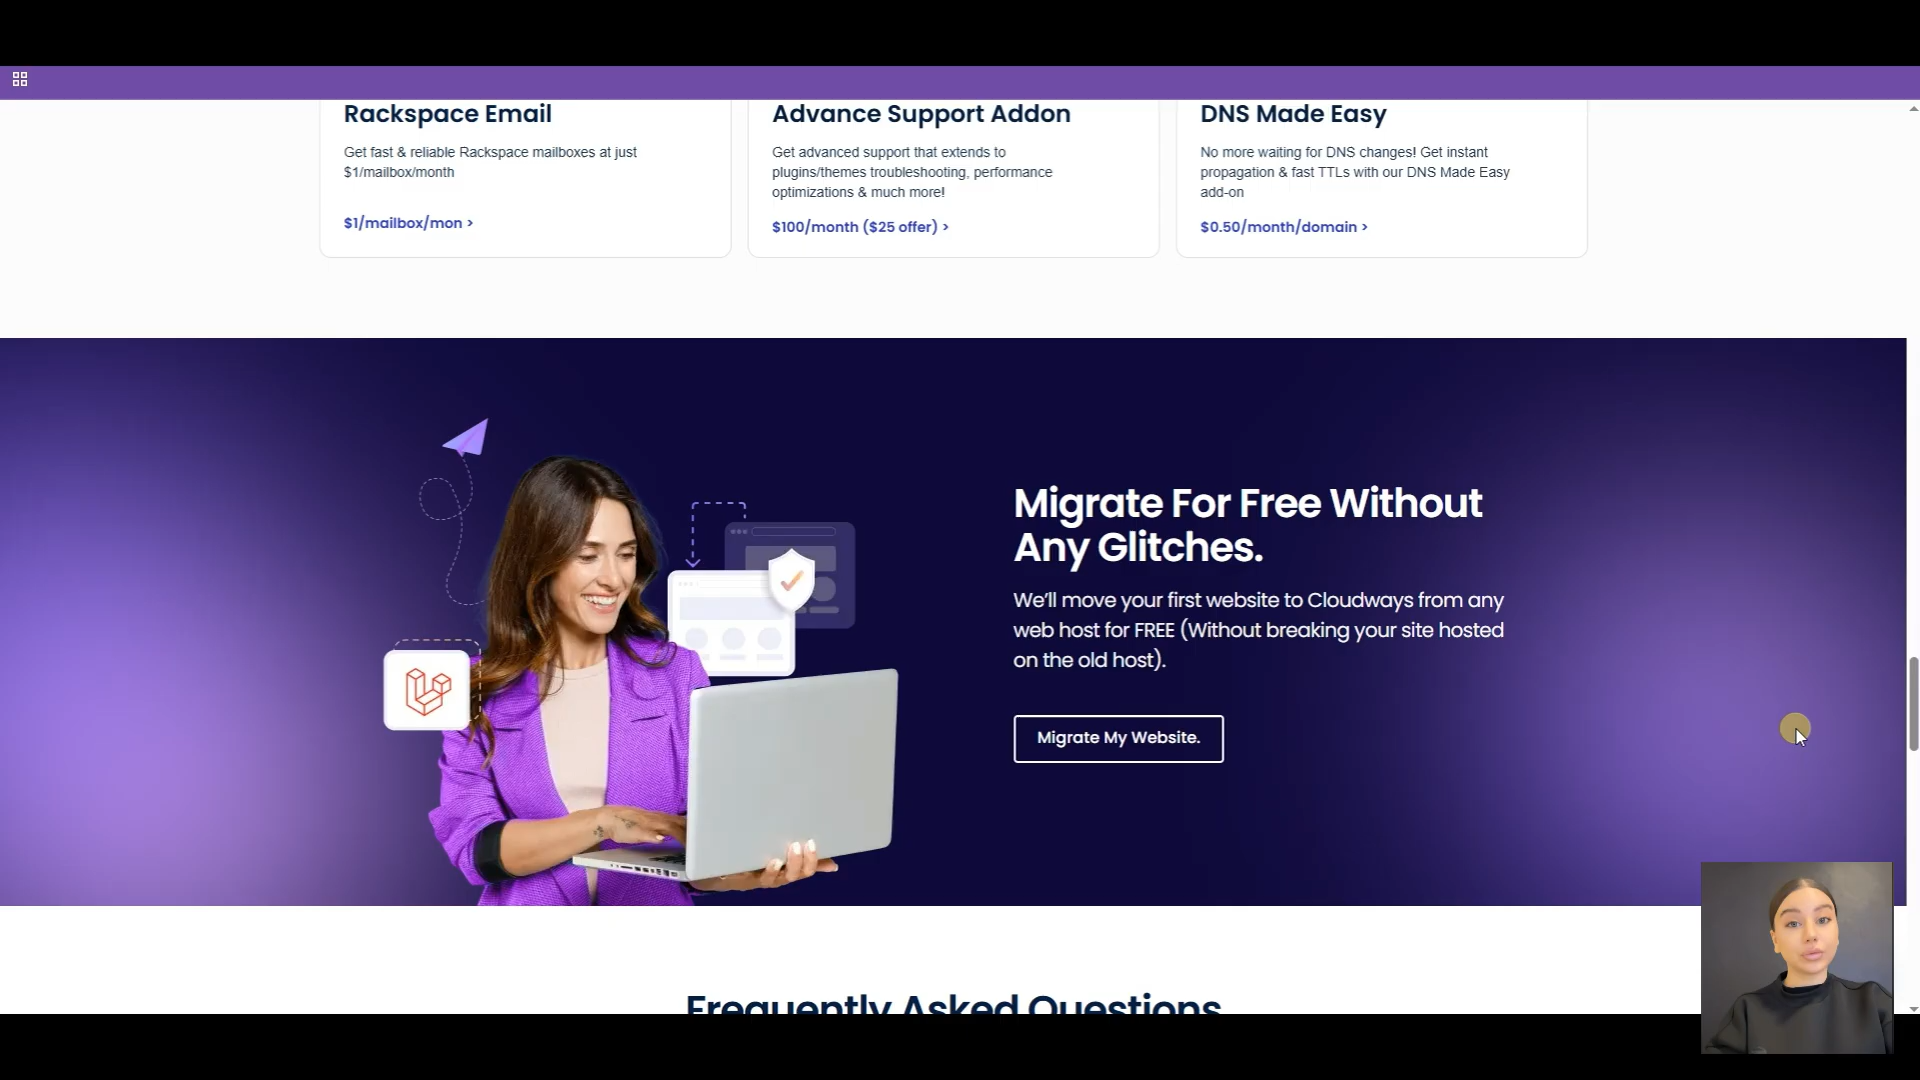 Rackspace Email
Get fast & reliable Rackspace mailboxes at just
$1/mailbox/month
$1/mailbox/mon >
Advance Support Addon
Get advanced support that extends to
plugins/themes troubleshooting, performance
optimizations & much more!
$100/month ($25 offer) >
DNS Made Easy
No more waiting for DNS changes! Get instant
propagation & fast TTLs with our DNS Made Easy
add-on
$0.50/month/domain >
Migrate For Free Without
Any Glitches.
We'll move your first website to Cloudways from any
web host for FREE (Without breaking your site hosted
on the old host).
Migrate My Website.
Frequently Asked Questions